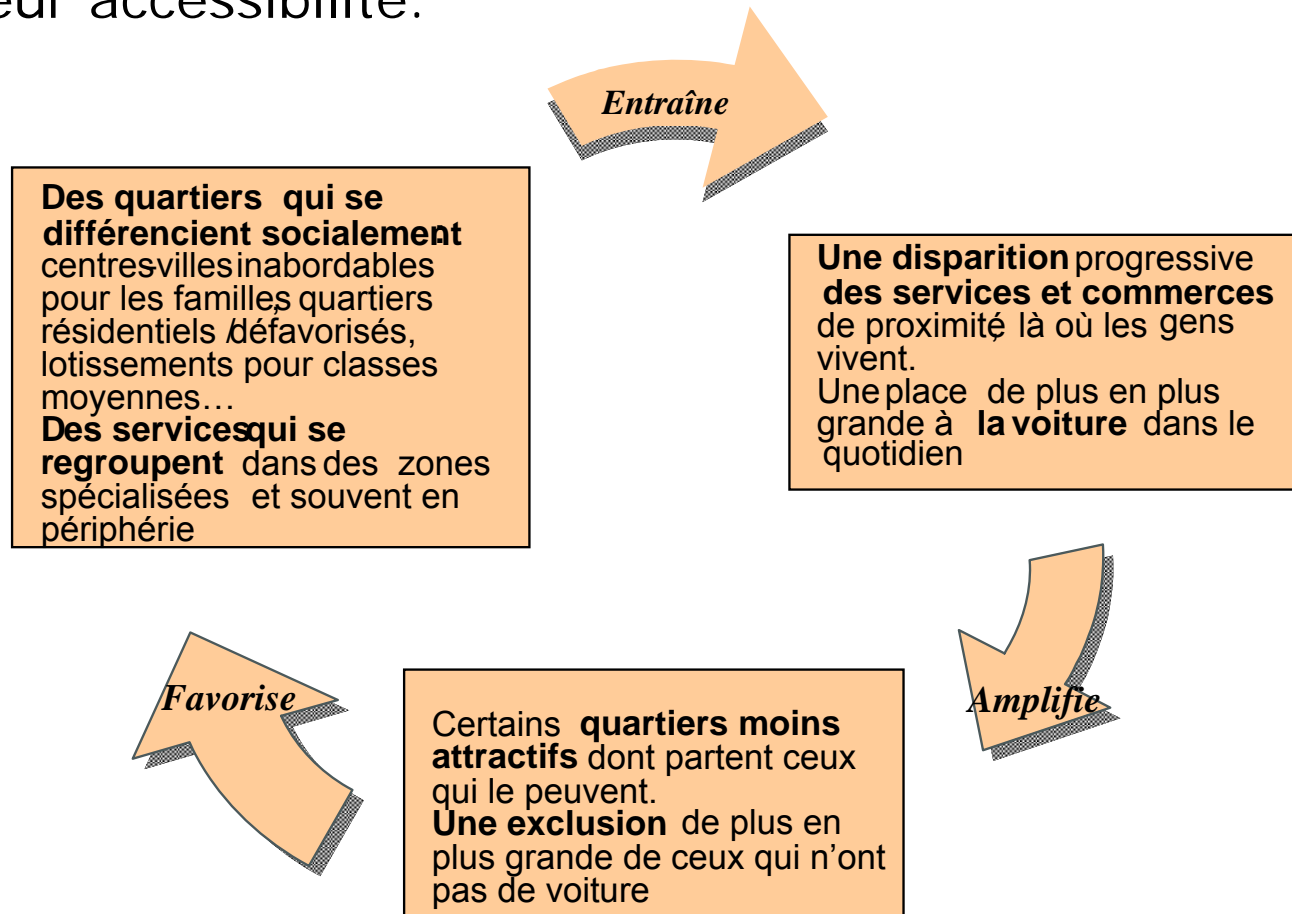 eur accessibilité.
Entraîne
Des quartiers qui se
différencient socialement:
centres-villes inabordables
pour les familles, quartiers
résidentiels /défavorisés,
lotissements pour classes
moyennes…
Des services qui se
regroupent dans des zones
spécialisées et souvent en
périphérie
Une disparition progressive
des services et commerces
de proximité, là où les gens
vivent.
Une place de plus en plus
grande à la voiture dans le
quotidien
Amplifie
Certains quartiers moins
attractifs dont partent ceux
qui le peuvent.
Une exclusion de plus en
plus grande de ceux qui n’ont
pas de voiture
Favorise